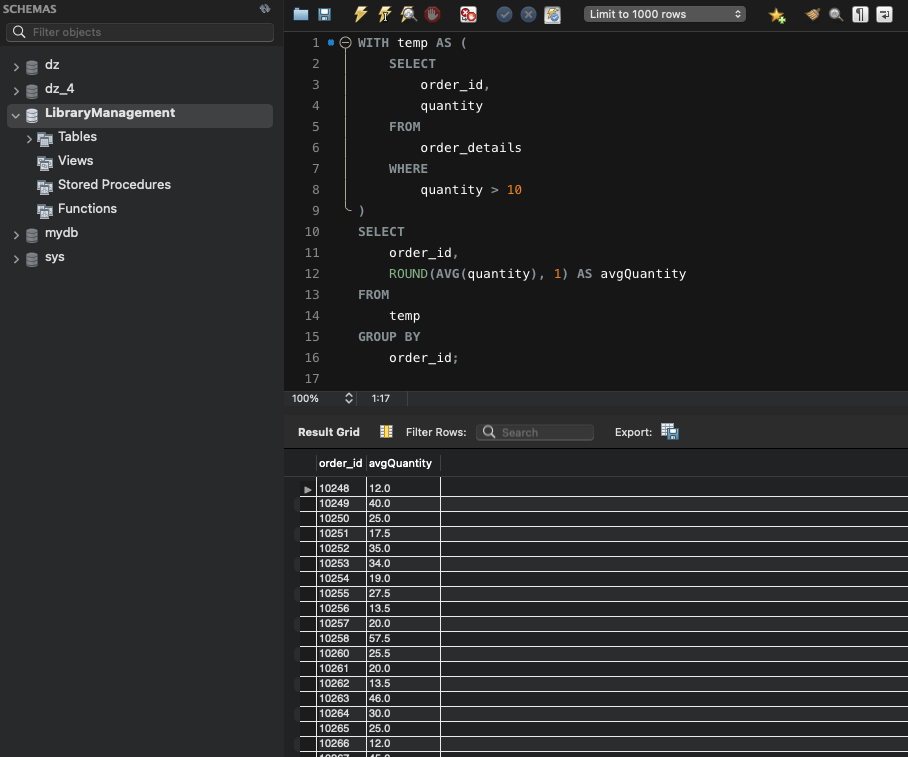 SCHEMAS
Filter objects
dz
dz_4
LibraryManagement
Tables
Views
Stored Procedures
Functions
mydb
sys
Limit to 1000 rows
1 WITH temp AS (
2 SELECT
3 order_id,
4 quantity
5 FROM
6 order_details
7 WHERE
8 quantity > 10
9 )
10 SELECT
11 order_id,
12 ROUND(AVG(quantity), 1) AS avgQuantity
13 FROM
14 temp
15 GROUP BY
16 order_id;
17
100% 1:17
Result Grid Filter Rows: Search Export:
order_id avgQuantity
10248 12.0
10249 40.0
10250 25.0
10251 17.5
10252 35.0
10253 34.0
10254 19.0
10255 27.5
10256 13.5
10257 20.0
10258 57.5
10260 25.5
10261 20.0
10262 13.5
10263 46.0
10264 30.0
10265 25.0
10266 12.0